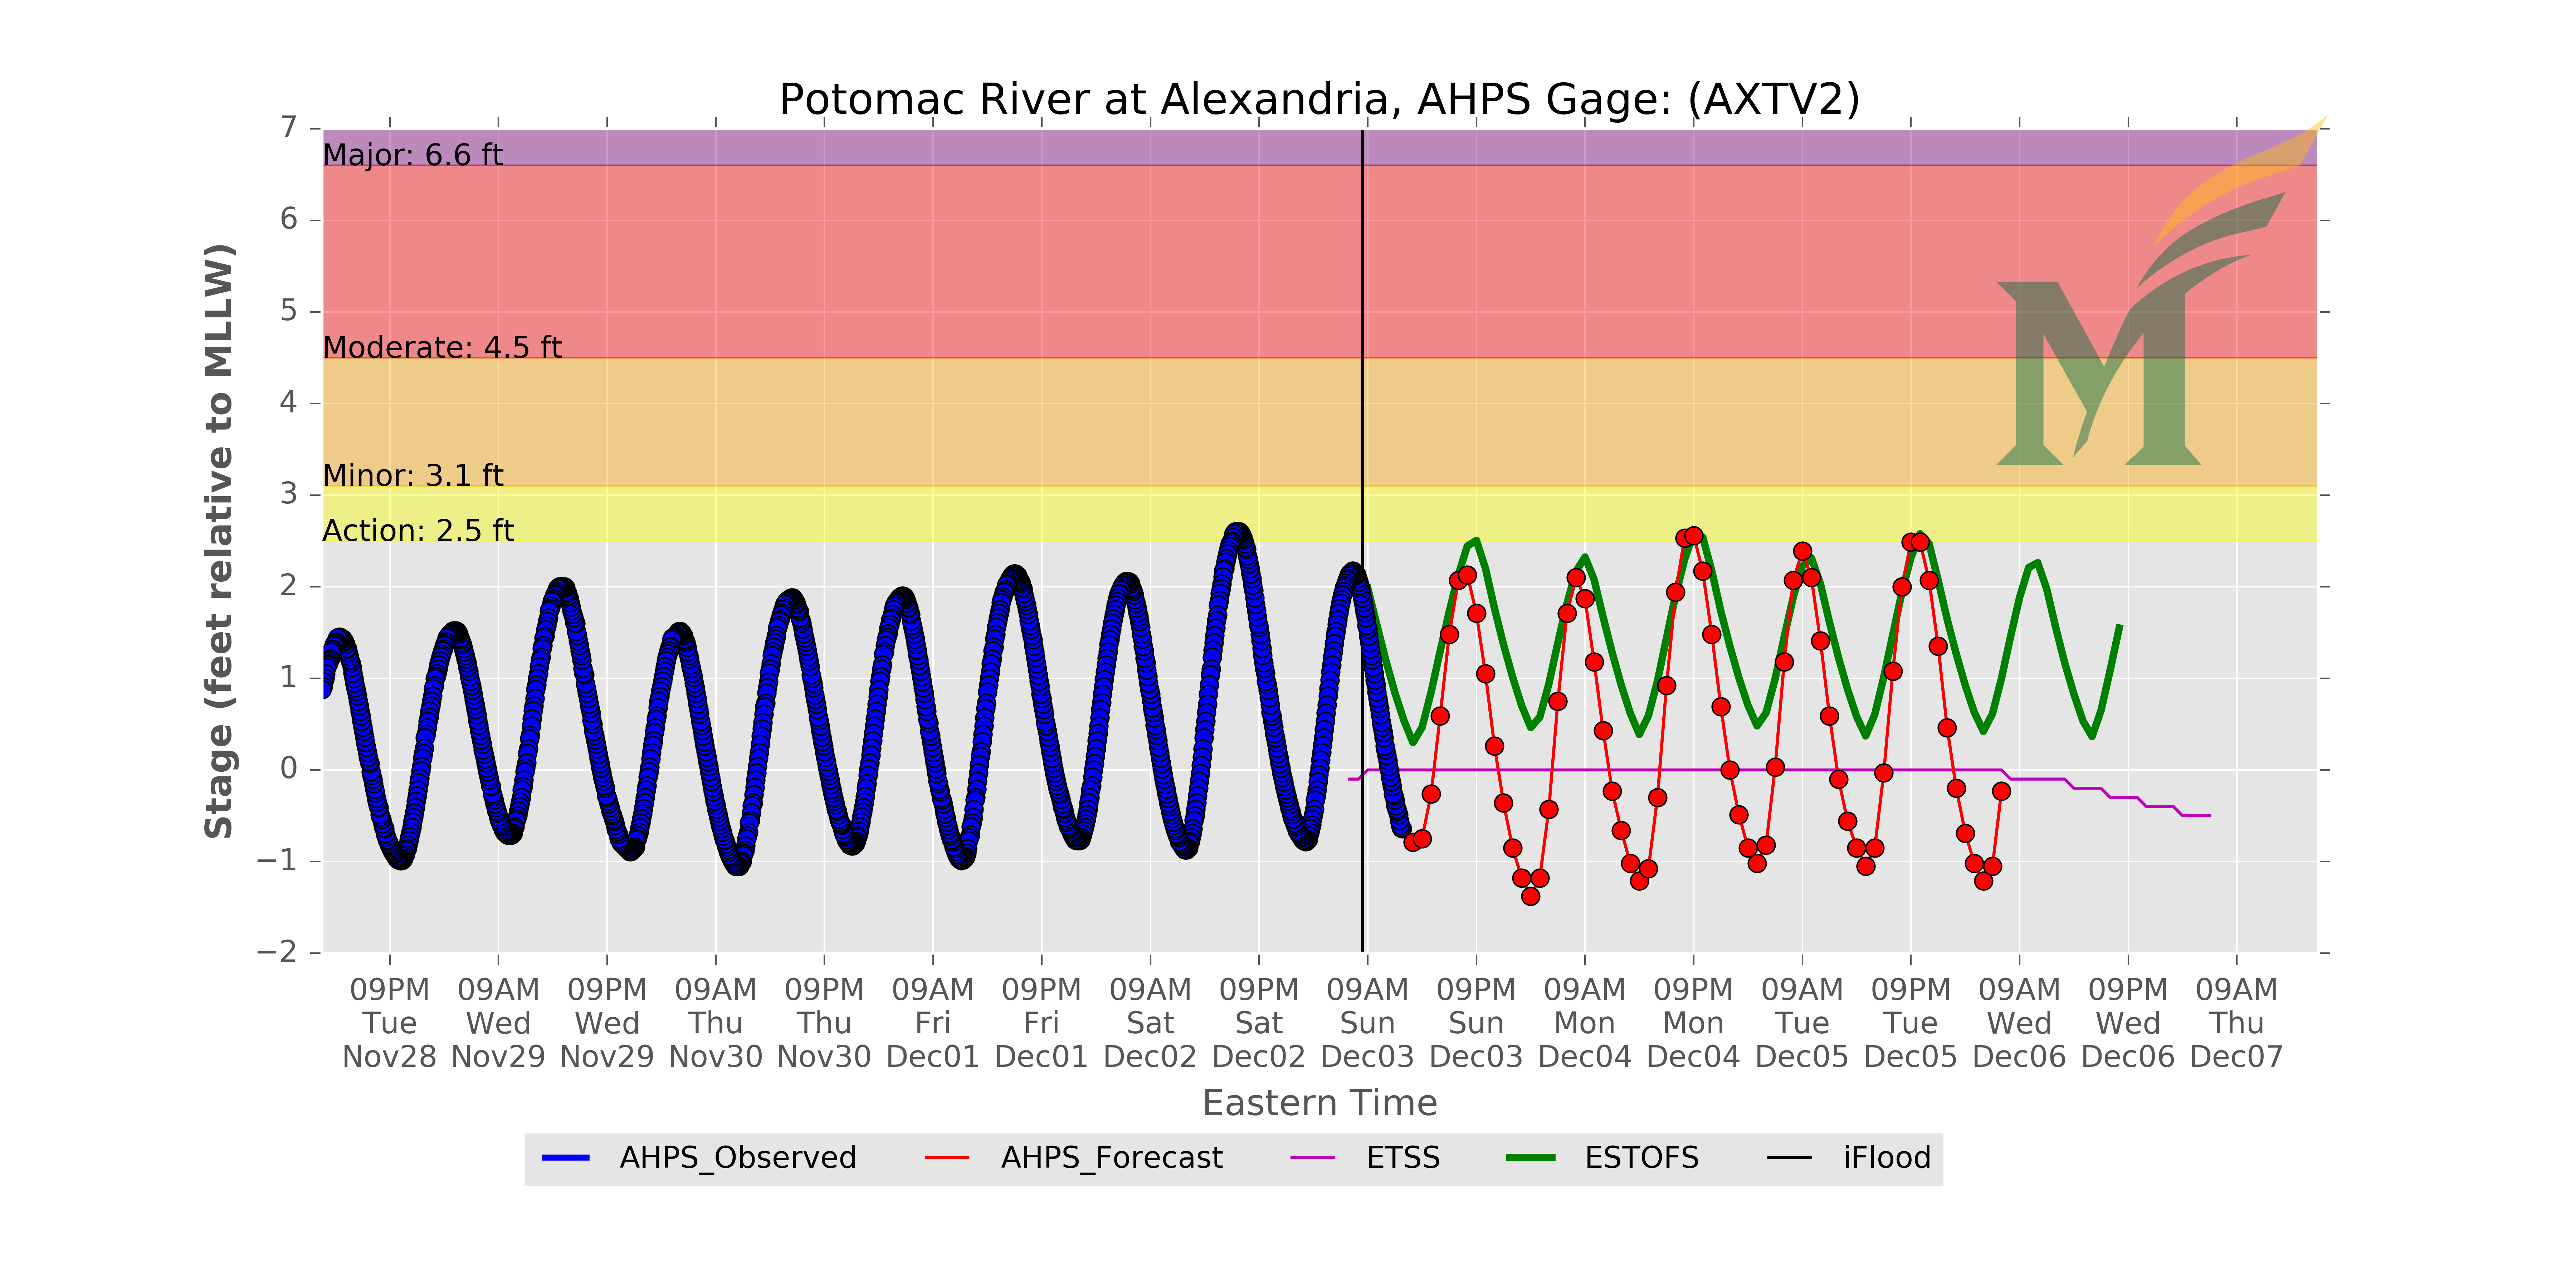 Potomac River at Alexandria, AHPS Gage: (AXTV2)
7
Major: 6.6 ft
6
5
Moderate: 4.5 ft
4
Minor: 3.1 ft
3
Action: 2.5 ft
2
1
0
−1
−2
Stage (feet relative to MLLW)
M
09PM 09AM 09PM 09AM 09PM 09AM 09PM 09AM 09PM 09AM 09PM 09AM 09PM 09AM 09PM 09AM 09PM 09AM
Tue Wed Wed Thu Thu Fri Fri Sat Sat Sun Sun Mon Mon Tue Tue Wed Wed Thu
Nov28 Nov29 Nov29 Nov30 Nov30 Dec01 Dec01 Dec02 Dec02 Dec03 Dec03 Dec04 Dec04 Dec05 Dec05 Dec06 Dec06 Dec07
Eastern Time
AHPS_Observed AHPS_Forecast ETSS ESTOFS iFlood